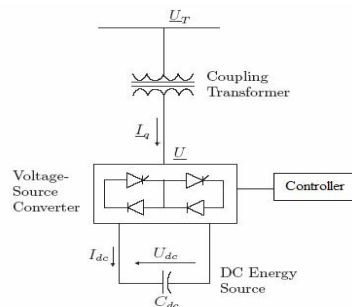 U_T
Coupling
Transformer
I_q
U
Voltage-
Source
Converter
Controller
I_dc
U_dc
DC Energy
Source
C_dc